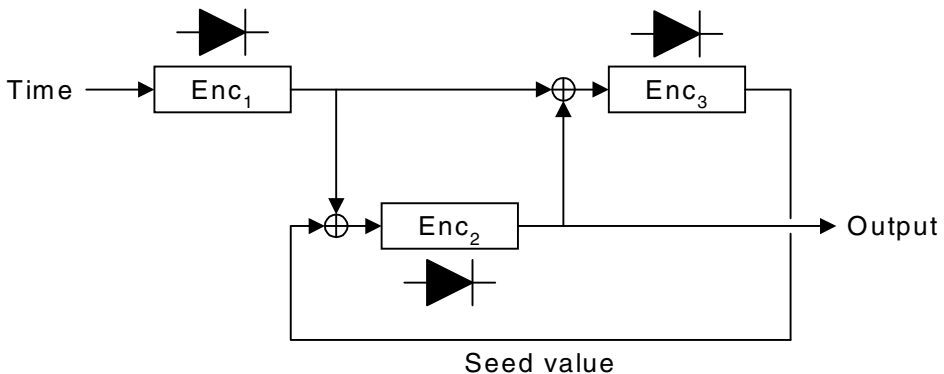 Time
Enc1
Enc3
Enc2
Output
Seed value